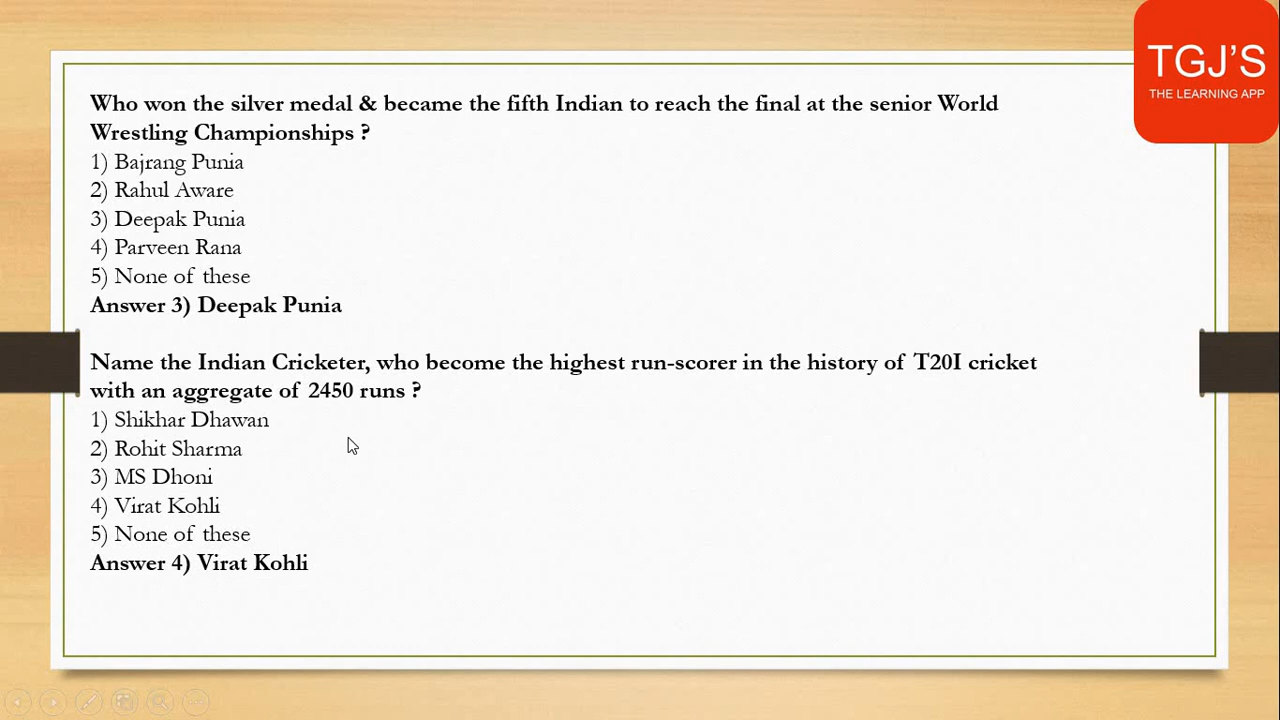 TGJ'S
THE LEARNING APP
Who won the silver medal & became the fifth Indian to reach the final at the senior World
Wrestling Championships ?
1) Bajrang Punia
2) Rahul Aware
3) Deepak Punia
4) Parveen Rana
5) None of these
Answer 3) Deepak Punia
Name the Indian Cricketer, who become the highest run-scorer in the history of T20I cricket
with an aggregate of 2450 runs ?
1) Shikhar Dhawan
2) Rohit Sharma
3) MS Dhoni
4) Virat Kohli
5) None of these
Answer 4) Virat Kohli